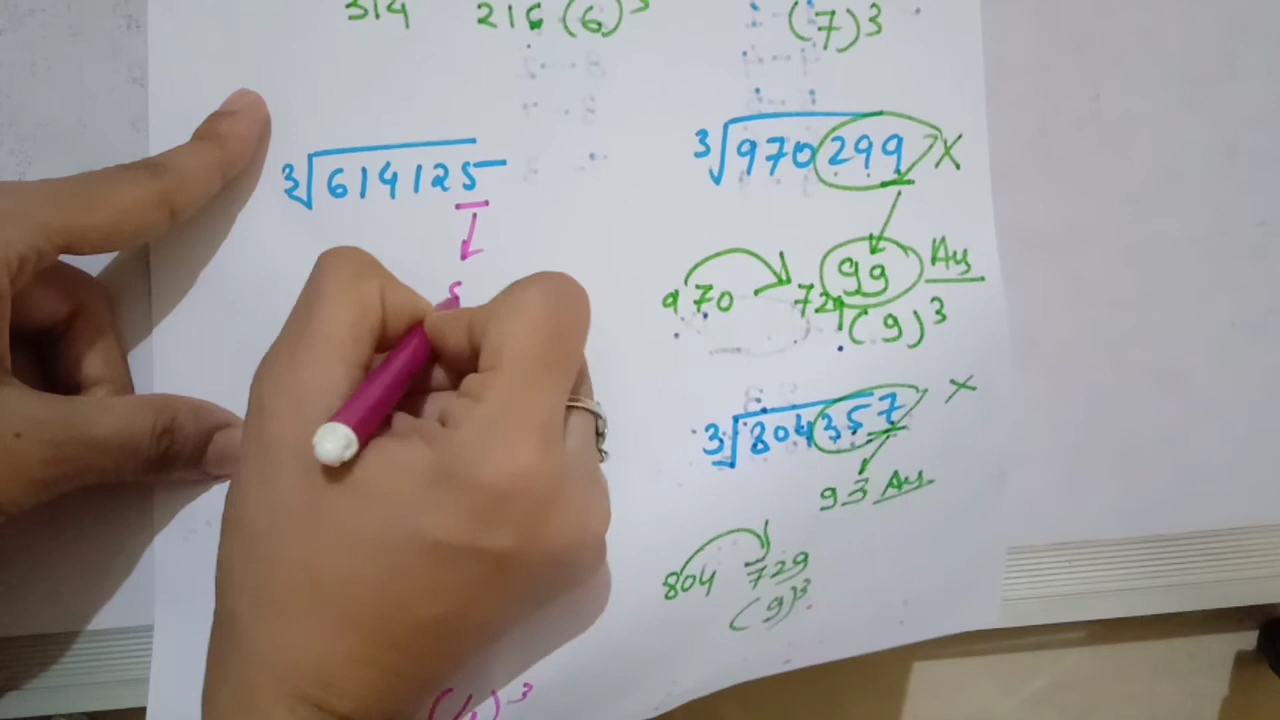 314 216 (6)³
(7)³
³√614125
5
³√970299 X
99 Ans
970 729
(9)³
³√804357 X
93 Ans
804 729
(9)³